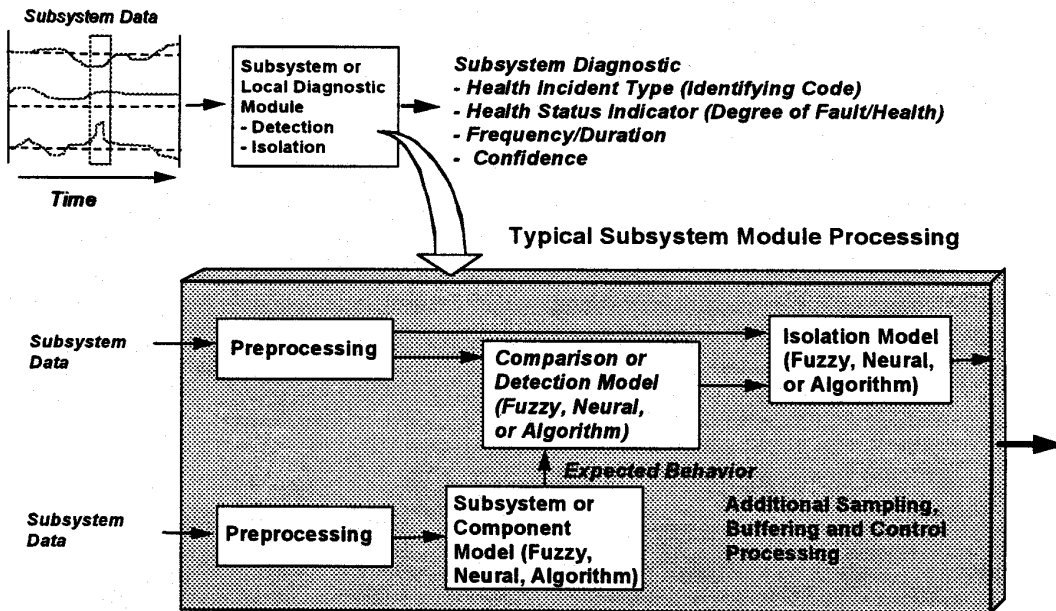 Subsystem Data
Time
Subsystem or
Local Diagnostic
Module
- Detection
- Isolation
Subsystem Diagnostic
- Health Incident Type (Identifying Code)
- Health Status Indicator (Degree of Fault/Health)
- Frequency/Duration
- Confidence
Typical Subsystem Module Processing
Subsystem
Data
Preprocessing
Comparison or
Detection Model
(Fuzzy, Neural,
or Algorithm)
Isolation Model
(Fuzzy, Neural,
or Algorithm)
Expected Behavior
Subsystem
Data
Preprocessing
Subsystem or
Component
Model (Fuzzy,
Neural, Algorithm)
Additional Sampling,
Buffering and Control
Processing